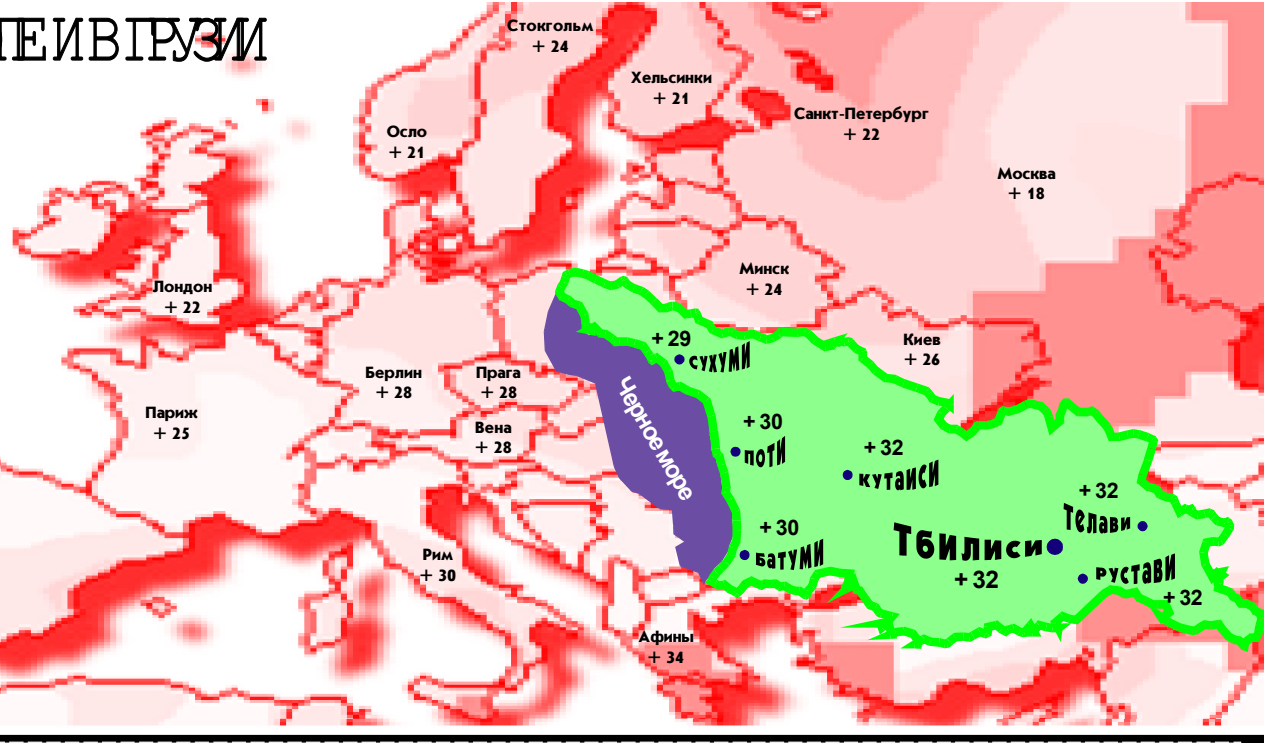 ПЕ И В ГРУЗИИ
Стокгольм
+ 24
Хельсинки
+ 21
Санкт-Петербург
+ 22
Осло
+ 21
Москва
+ 18
Лондон
+ 22
Минск
+ 24
Киев
+ 26
Берлин
+ 28
Прага
+ 28
Вена
+ 28
Париж
+ 25
Рим
+ 30
Афины
+ 34
Черное море
+ 29
сухуми
+ 30
поти
+ 32
кутаиси
+ 30
батуми
+ 32
Телави
Тбилиси
+ 32
рустави
+ 32